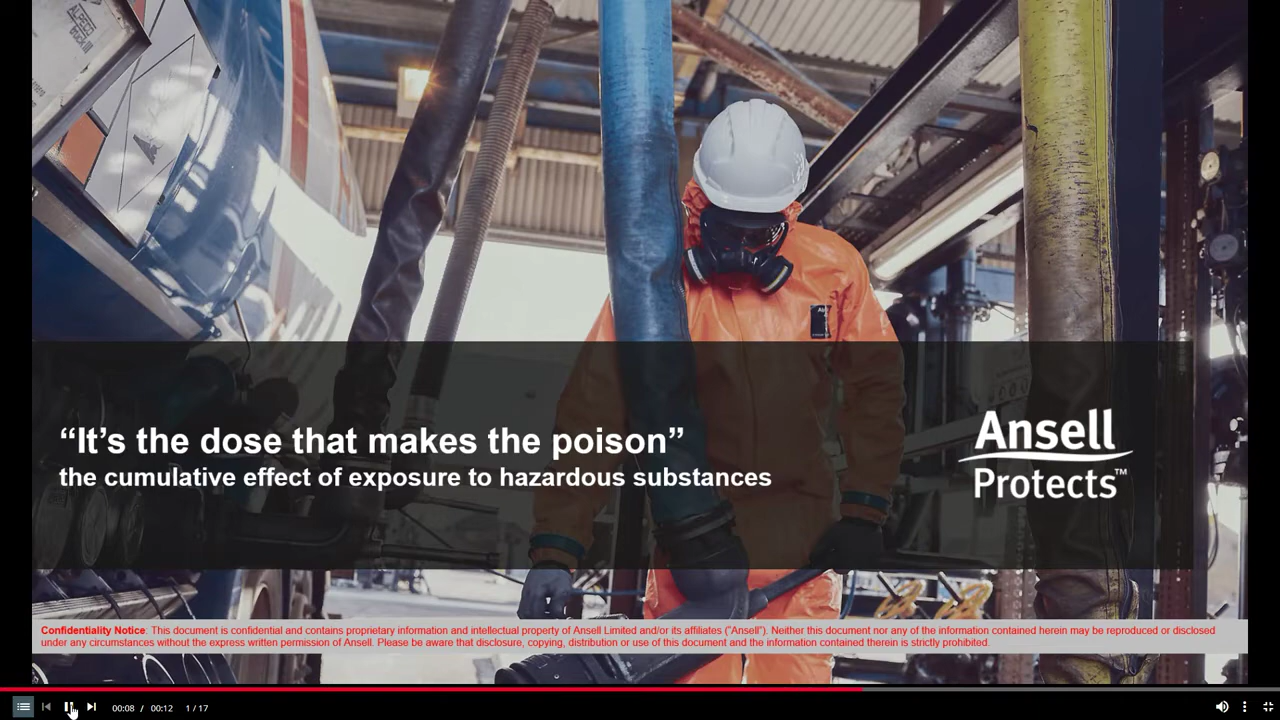 ALPECO
“It’s the dose that makes the poison”
the cumulative effect of exposure to hazardous substances
Ansell
Protects™
Confidentiality Notice: This document is confidential and contains proprietary information and intellectual property of Ansell Limited and/or its affiliates (“Ansell”). Neither this document nor any of the information contained herein may be reproduced or disclosed
under any circumstances without the express written permission of Ansell. Please be aware that disclosure, copying, distribution or use of this document and the information contained therein is strictly prohibited.
00:08 / 00:12 1 / 17